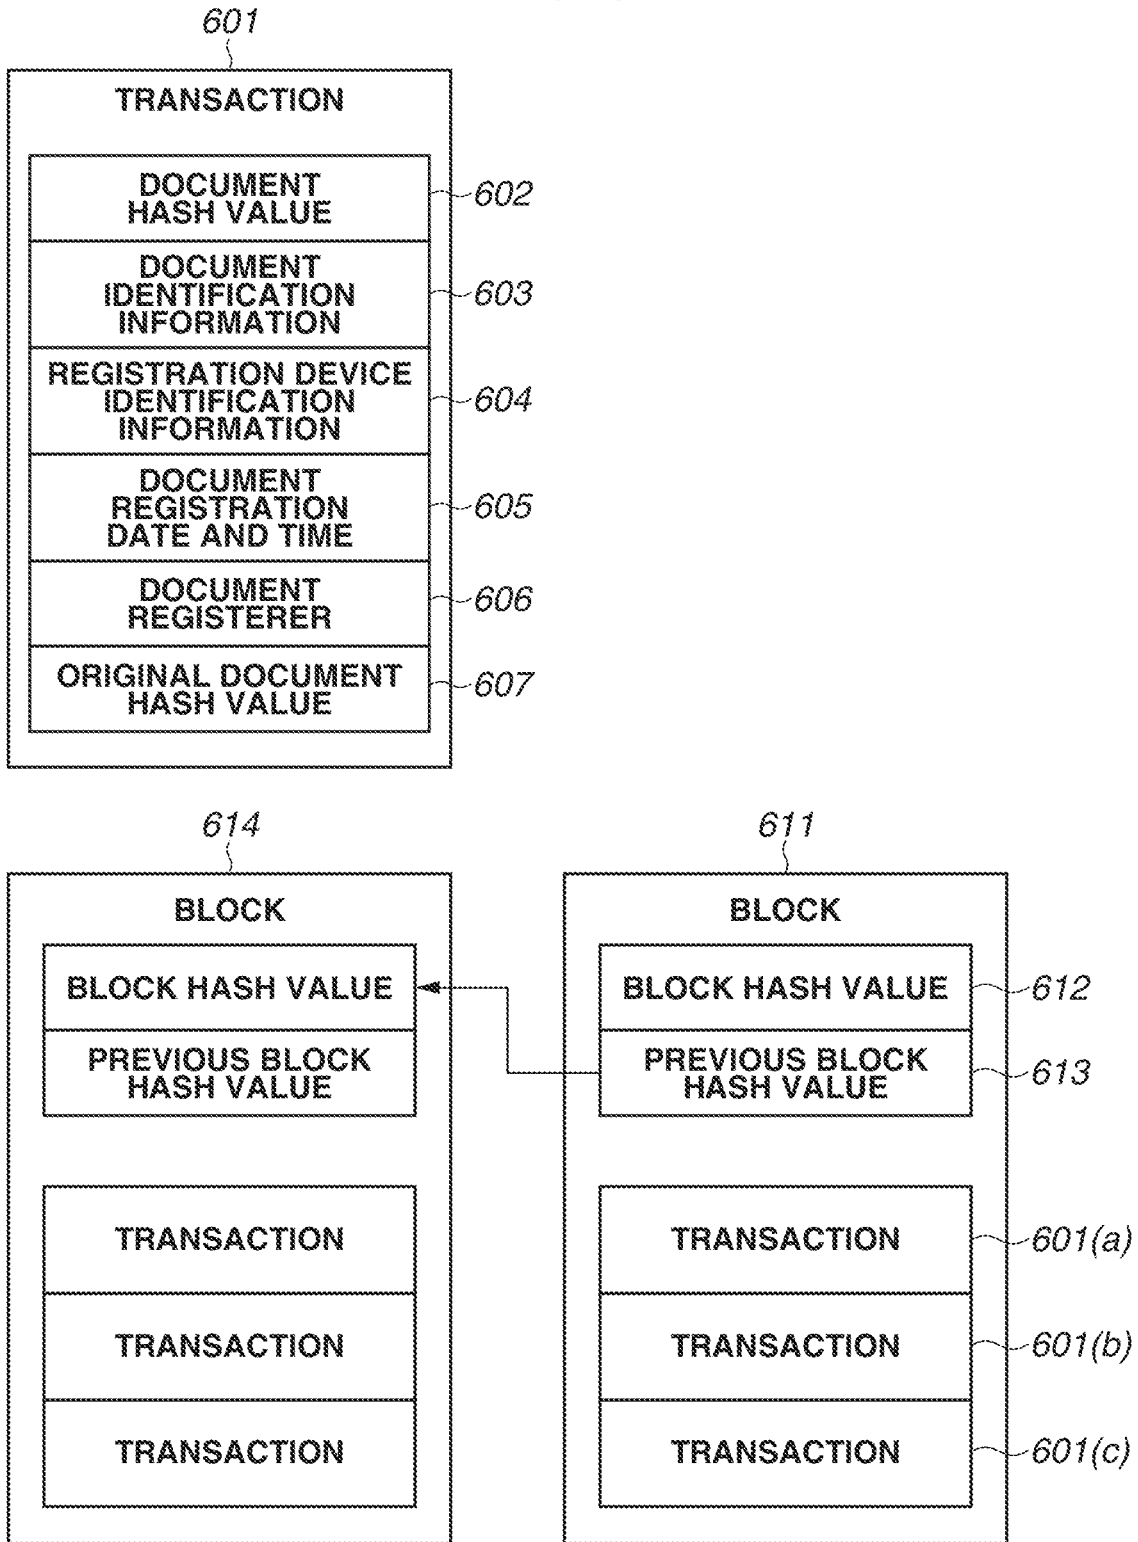 601
TRANSACTION
DOCUMENT
HASH VALUE
602
DOCUMENT
IDENTIFICATION
INFORMATION
603
REGISTRATION DEVICE
IDENTIFICATION
INFORMATION
604
DOCUMENT
REGISTRATION
DATE AND TIME
605
DOCUMENT
REGISTERER
606
ORIGINAL DOCUMENT
HASH VALUE
607
614
BLOCK
BLOCK HASH VALUE
PREVIOUS BLOCK
HASH VALUE
TRANSACTION
TRANSACTION
TRANSACTION
611
BLOCK
BLOCK HASH VALUE
612
PREVIOUS BLOCK
HASH VALUE
613
TRANSACTION
601(a)
TRANSACTION
601(b)
TRANSACTION
601(c)